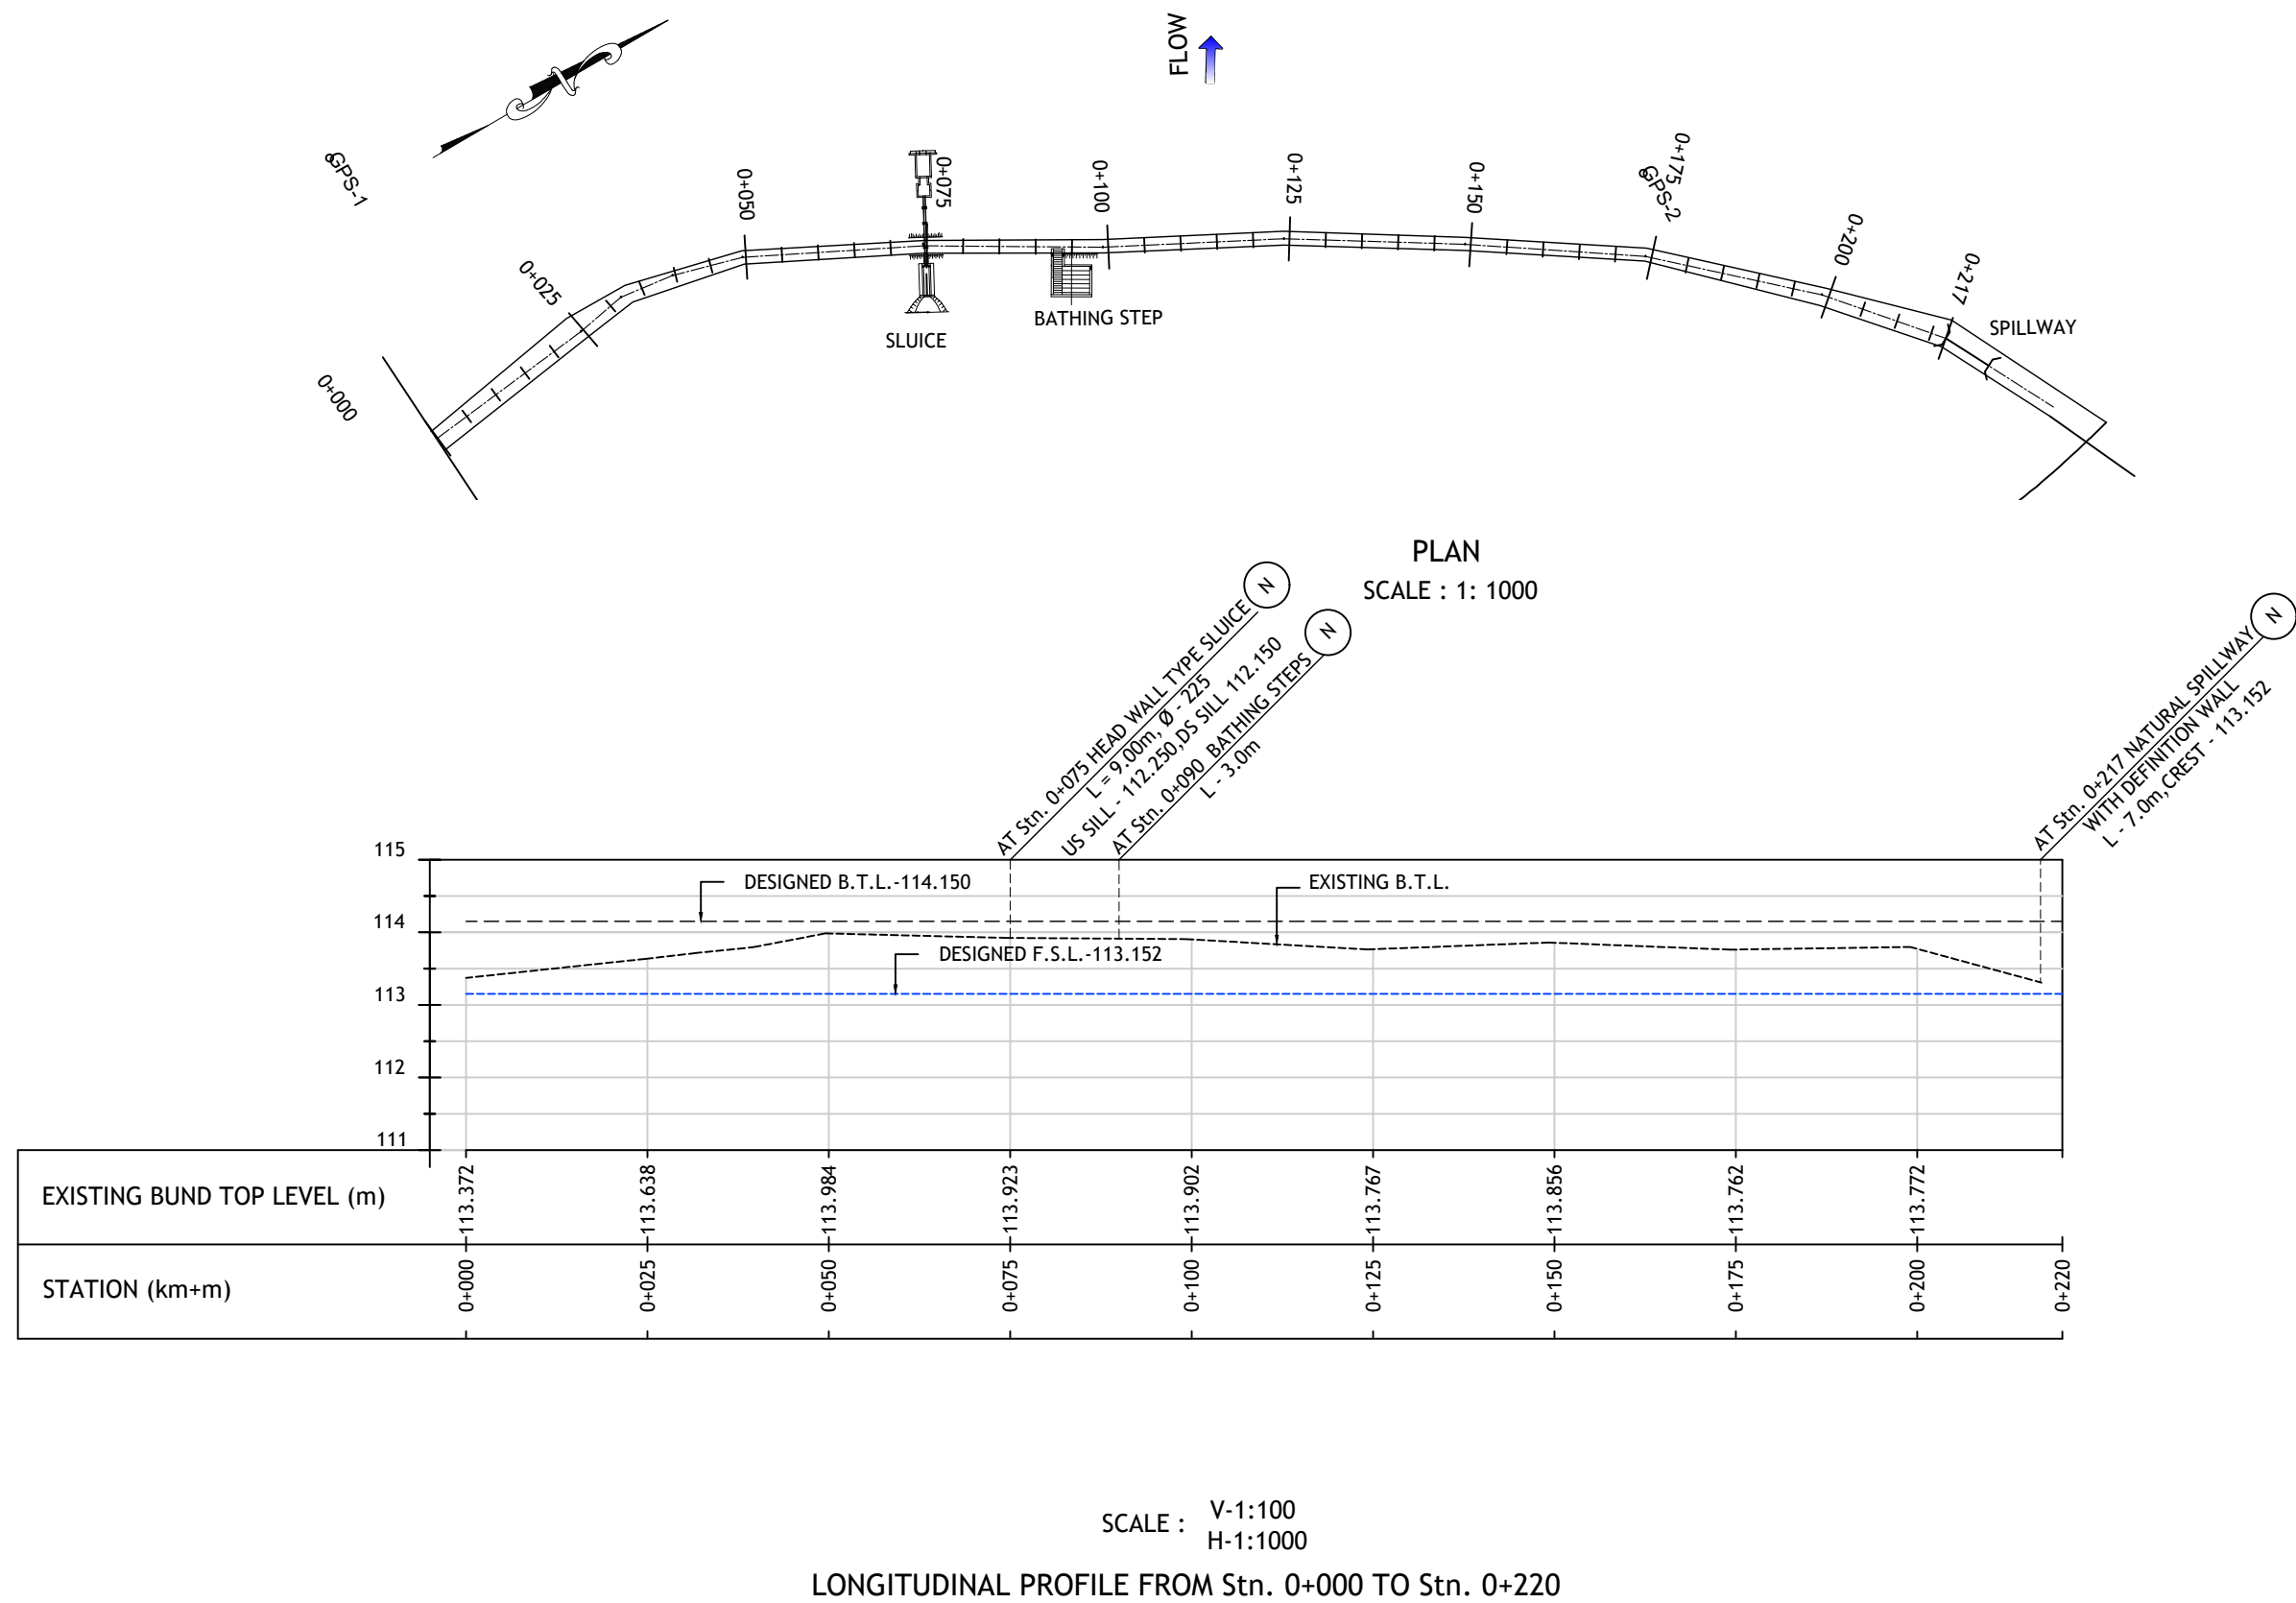 FLOW
GPS-1
0+000
0+025
0+050
0+075
0+100
0+125
0+150
GPS-2
0+175
0+200
0+217
SLUICE
BATHING STEP
SPILLWAY
PLAN
SCALE : 1: 1000
AT Stn. 0+075 HEAD WALL TYPE SLUICE
L = 9.00m, Ø - 225
US SILL - 112.250,DS SILL 112.150
N
AT Stn. 0+090 BATHING STEPS
L - 3.0m
N
AT Stn. 0+217 NATURAL SPILLWAY
WITH DEFINITION WALL
L - 7.0m,CREST - 113.152
N
115
114
113
112
111
DESIGNED B.T.L.-114.150
EXISTING B.T.L.
DESIGNED F.S.L.-113.152
EXISTING BUND TOP LEVEL (m)
113.372
113.638
113.984
113.923
113.902
113.767
113.856
113.762
113.772
STATION (km+m)
0+000
0+025
0+050
0+075
0+100
0+125
0+150
0+175
0+200
0+220
SCALE :
V-1:100
H-1:1000
LONGITUDINAL PROFILE FROM Stn. 0+000 TO Stn. 0+220